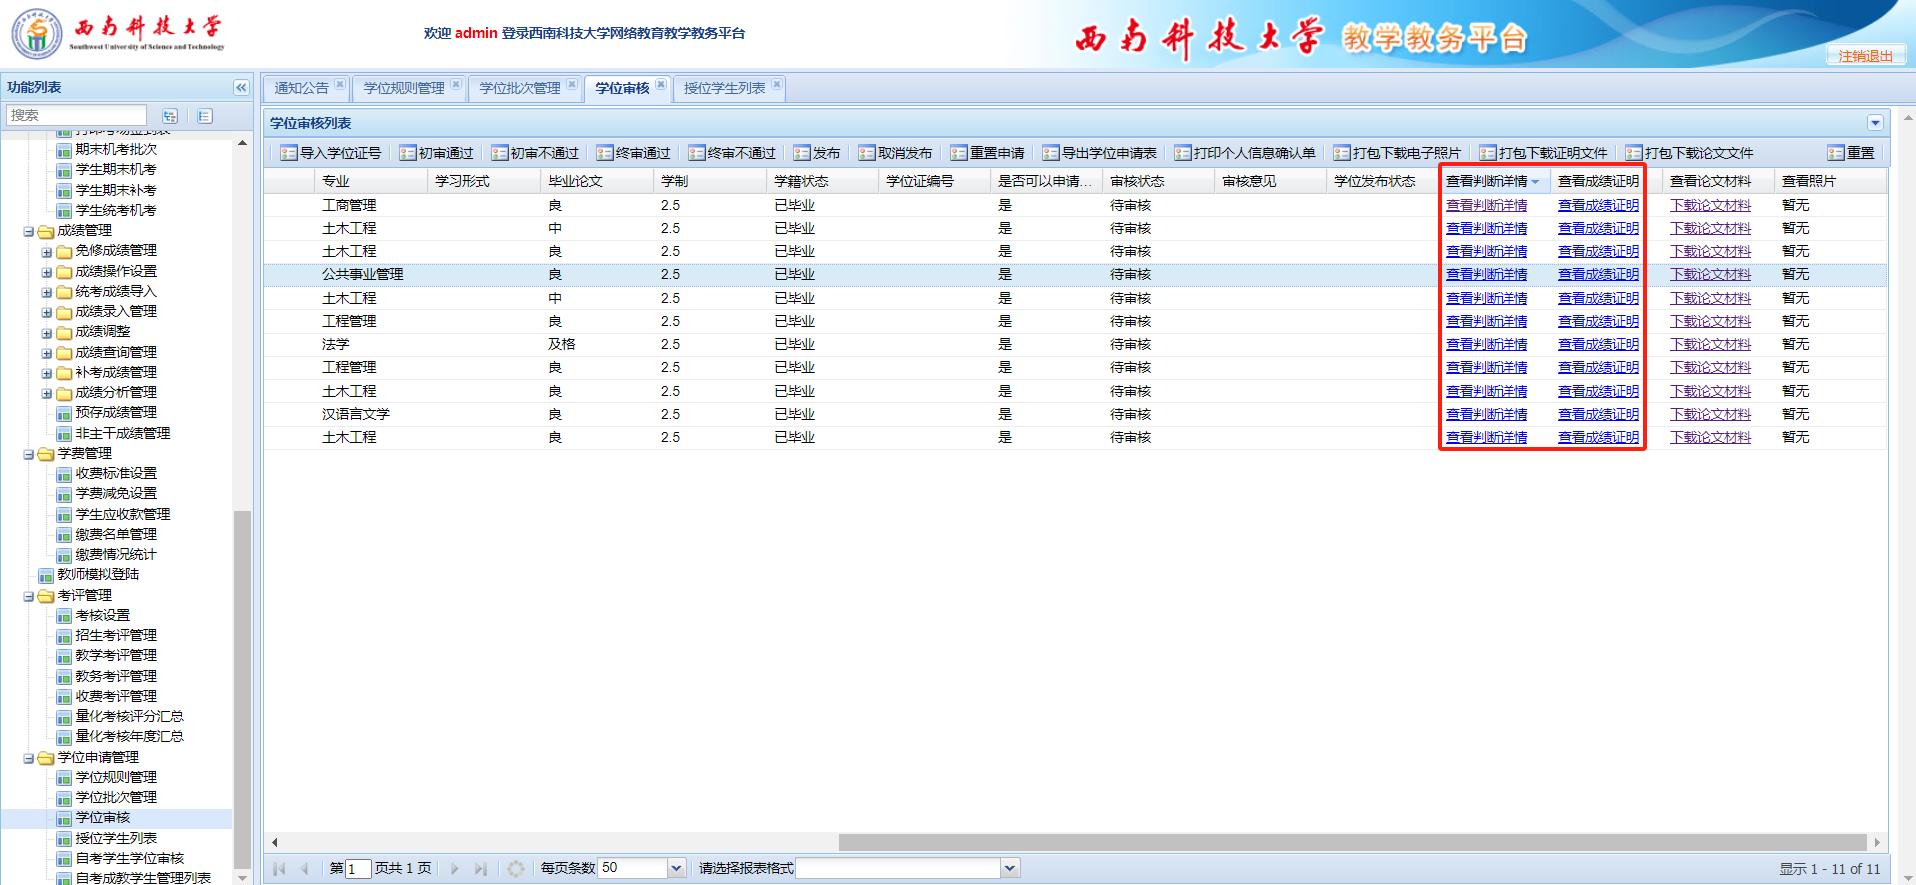 西南科技大学
Southwest University of Science and Technology
欢迎 admin 登录西南科技大学网络教育教学教务平台
西南科技大学 教学教务平台
注销退出
功能列表
通知公告 学位规则管理 学位批次管理 学位审核 授位学生列表
搜索
学位审核列表
导入学位证号 初审通过 初审不通过 终审通过 终审不通过 发布 取消发布 重置申请 导出学位申请表 打印个人信息确认单 打包下载电子照片 打包下载证明文件 打包下载论文文件 重置
专业 学习形式 毕业论文 学制 学籍状态 学位证编号 是否可以申请... 审核状态 审核意见 学位发布状态 查看判断详情 查看成绩证明 查看论文材料 查看照片
工商管理 良 2.5 已毕业 是 待审核 查看判断详情 查看成绩证明 下载论文材料 暂无
土木工程 中 2.5 已毕业 是 待审核 查看判断详情 查看成绩证明 下载论文材料 暂无
土木工程 良 2.5 已毕业 是 待审核 查看判断详情 查看成绩证明 下载论文材料 暂无
公共事业管理 良 2.5 已毕业 是 待审核 查看判断详情 查看成绩证明 下载论文材料 暂无
土木工程 中 2.5 已毕业 是 待审核 查看判断详情 查看成绩证明 下载论文材料 暂无
工程管理 良 2.5 已毕业 是 待审核 查看判断详情 查看成绩证明 下载论文材料 暂无
法学 及格 2.5 已毕业 是 待审核 查看判断详情 查看成绩证明 下载论文材料 暂无
工程管理 良 2.5 已毕业 是 待审核 查看判断详情 查看成绩证明 下载论文材料 暂无
土木工程 良 2.5 已毕业 是 待审核 查看判断详情 查看成绩证明 下载论文材料 暂无
汉语言文学 良 2.5 已毕业 是 待审核 查看判断详情 查看成绩证明 下载论文材料 暂无
土木工程 良 2.5 已毕业 是 待审核 查看判断详情 查看成绩证明 下载论文材料 暂无
期末机考批次
学生期末机考
学生期末补考
学生统考机考
成绩管理
免修成绩管理
成绩操作设置
统考成绩导入
成绩录入管理
成绩调整
成绩查询管理
补考成绩管理
成绩分析管理
预存成绩管理
非主干成绩管理
学费管理
收费标准设置
学费减免设置
学生应收款管理
缴费名单管理
缴费情况统计
教师模拟登陆
考评管理
考核设置
招生考评管理
教学考评管理
教务考评管理
收费考评管理
量化考核评分汇总
量化考核年度汇总
学位申请管理
学位规则管理
学位批次管理
学位审核
授位学生列表
自考学生学位审核
自考成教学生管理列表
第 1 页共 1 页 每页条数 50 请选择报表格式 显示 1 - 11 of 11